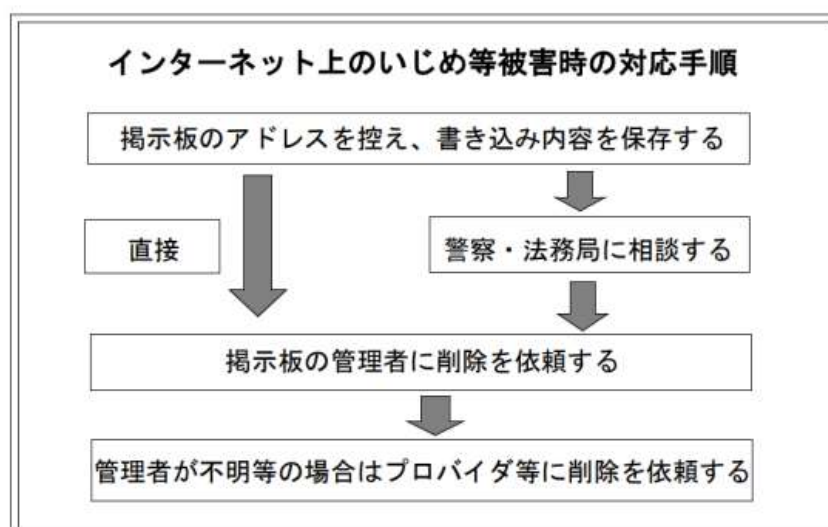 インターネット上のいじめ等被害時の対応手順
掲示板のアドレスを控え、書き込み内容を保存する
直接
警察・法務局に相談する
掲示板の管理者に削除を依頼する
管理者が不明等の場合はプロバイダ等に削除を依頼する